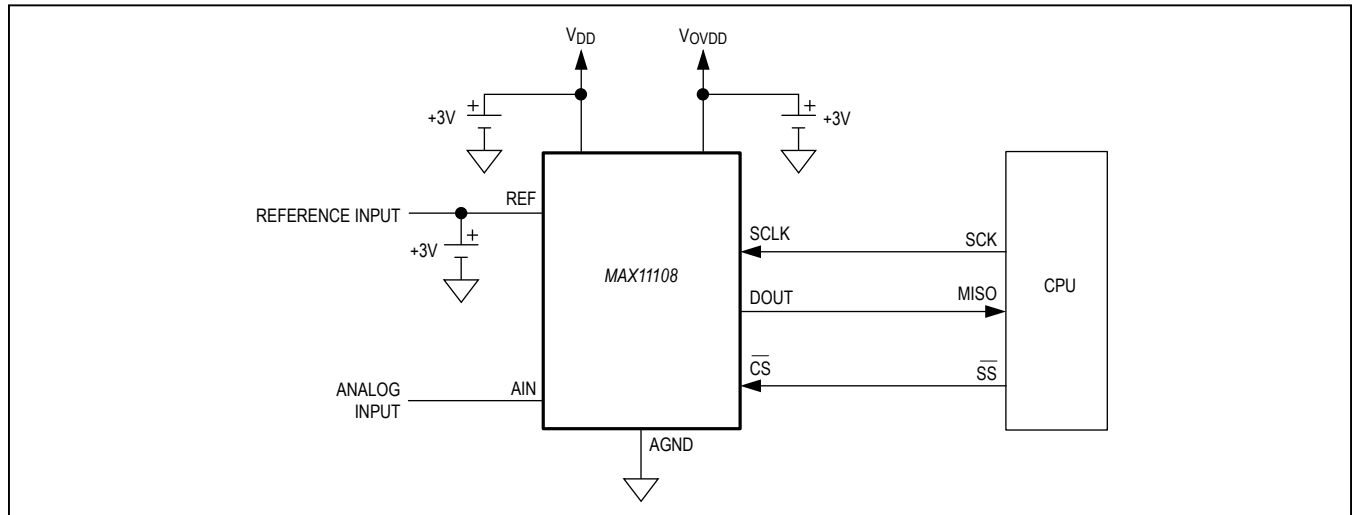 VDD
VOVDD
+
+3V
+
+3V
REF
REFERENCE INPUT
+
+3V
SCLK
SCK
MAX11108
DOUT
MISO
CPU
CS
SS
ANALOG
INPUT
AIN
AGND